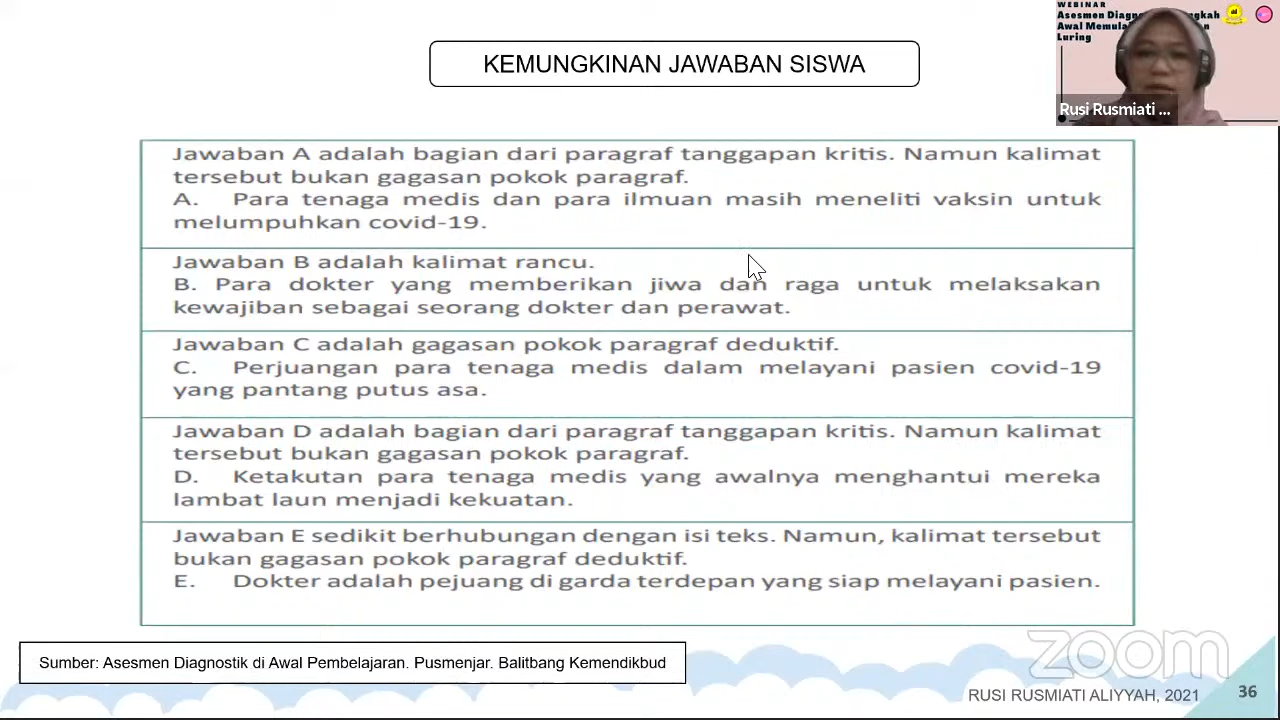 WEBINAR
Asesmen
Awal
Luring
Rusi Rusmiati ...
KEMUNGKINAN JAWABAN SISWA
Jawaban A adalah bagian dari paragraf tanggapan kritis. Namun kalimat
tersebut bukan gagasan pokok paragraf.
A. Para tenaga medis dan para ilmuan masih meneliti vaksin untuk
melumpuhkan covid-19.
Jawaban B adalah kalimat rancu.
B. Para dokter yang memberikan jiwa dan raga untuk melaksakan
kewajiban sebagai seorang dokter dan perawat.
Jawaban C adalah gagasan pokok paragraf deduktif.
C. Perjuangan para tenaga medis dalam melayani pasien covid-19
yang pantang putus asa.
Jawaban D adalah bagian dari paragraf tanggapan kritis. Namun kalimat
tersebut bukan gagasan pokok paragraf.
D. Ketakutan para tenaga medis yang awalnya menghantui mereka
lambat laun menjadi kekuatan.
Jawaban E sedikit berhubungan dengan isi teks. Namun, kalimat tersebut
bukan gagasan pokok paragraf deduktif.
E. Dokter adalah pejuang di garda terdepan yang siap melayani pasien.
Sumber: Asesmen Diagnostik di Awal Pembelajaran. Pusmenjar. Balitbang Kemendikbud
zoom
RUSI RUSMIATI ALIYYAH, 2021
36